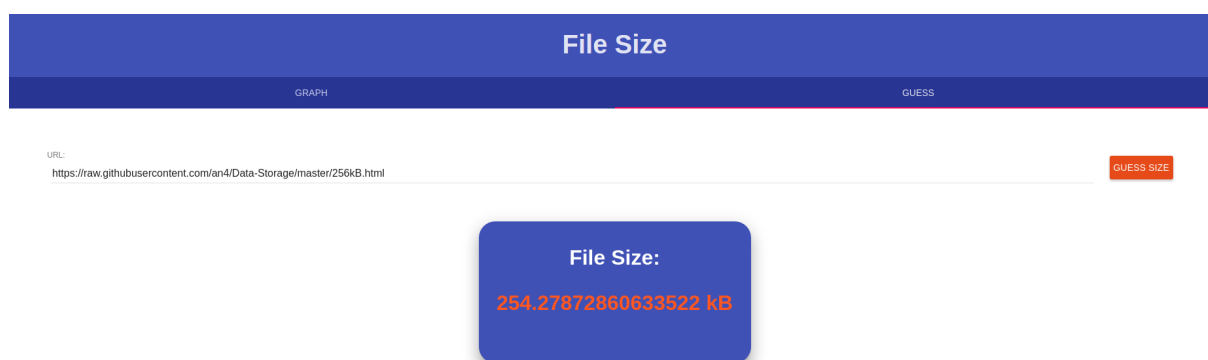 File Size
GRAPH
GUESS
URL:
https://raw.githubusercontent.com/an4/Data-Storage/master/256kB.html
GUESS SIZE
File Size:
254.27872860633522 kB